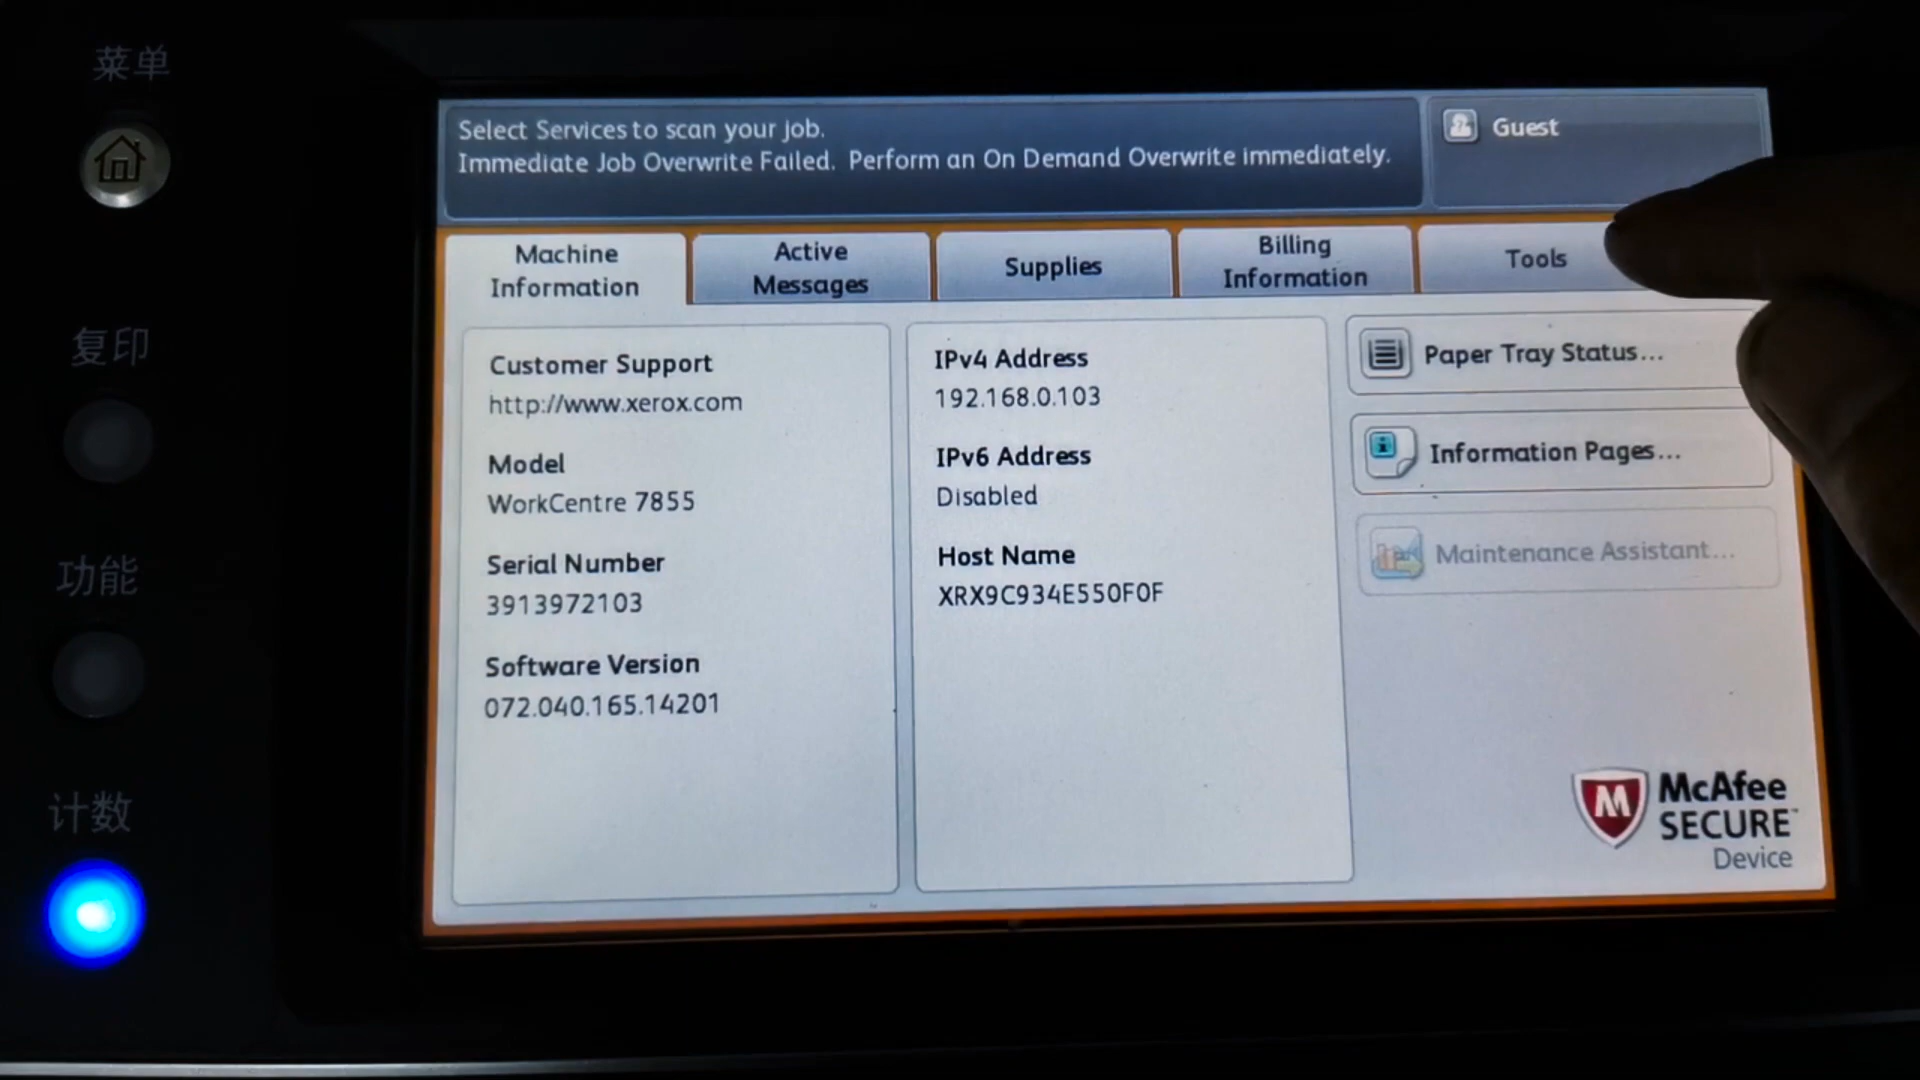 菜单
复印
功能
计数
Select Services to scan your job.
Immediate Job Overwrite Failed. Perform an On Demand Overwrite immediately.
Guest
Machine Information
Active Messages
Supplies
Billing Information
Tools
Customer Support
http://www.xerox.com
Model
WorkCentre 7855
Serial Number
3913972103
Software Version
072.040.165.14201
IPv4 Address
192.168.0.103
IPv6 Address
Disabled
Host Name
XRX9C934E550F0F
Paper Tray Status...
Information Pages...
Maintenance Assistant...
McAfee
SECURE™
Device